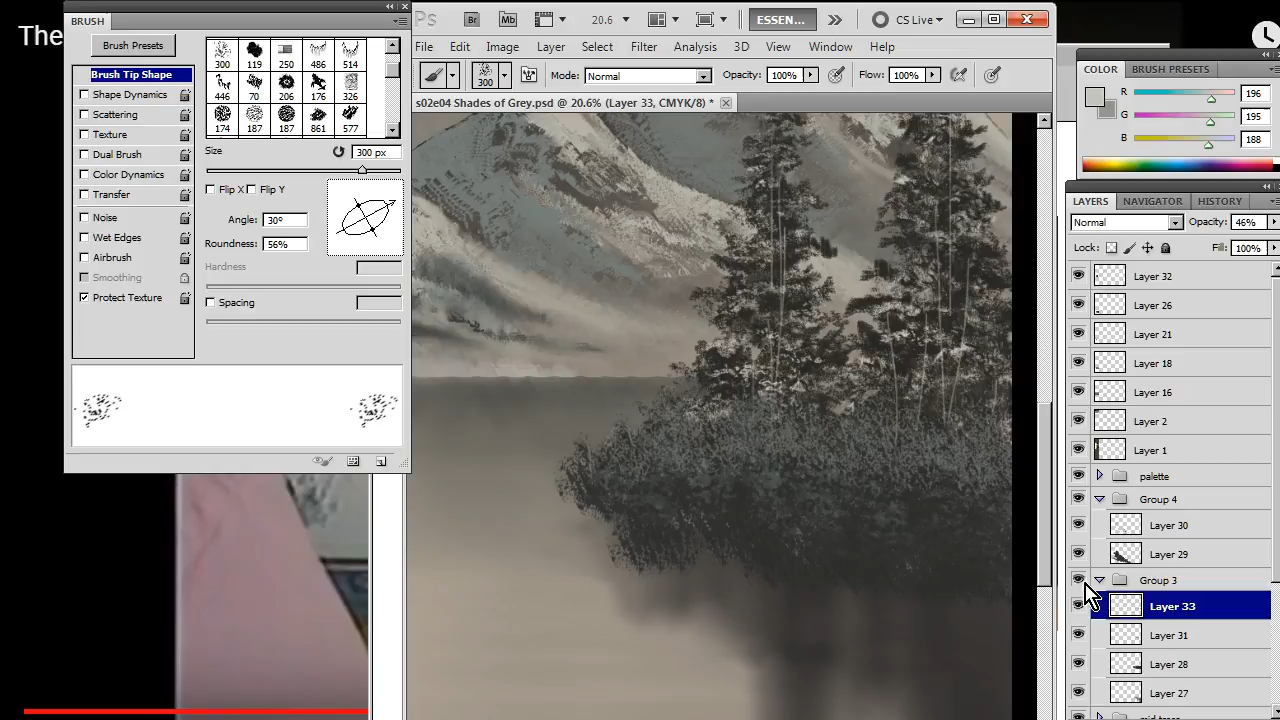 The
BRUSH
Brush Presets
Brush Tip Shape
Shape Dynamics
Scattering
Texture
Dual Brush
Color Dynamics
Transfer
Noise
Wet Edges
Airbrush
Smoothing
Protect Texture
300 119 250 486 514
446 70 206 176 326
174 187 187 861 577
Size 300 px
Flip X Flip Y
Angle: 30º
Roundness: 56%
Hardness
Spacing
Ps Br Mb 20.6 ESSEN... CS Live
File Edit Image Layer Select Filter Analysis 3D View Window Help
300 Mode: Normal Opacity: 100% Flow: 100%
s02e04 Shades of Grey.psd @ 20.6% (Layer 33, CMYK/8) *
COLOR BRUSH PRESETS
R 196
G 195
B 188
LAYERS NAVIGATOR HISTORY
Normal Opacity: 46%
Lock: Fill: 100%
Layer 32
Layer 26
Layer 21
Layer 18
Layer 16
Layer 2
Layer 1
palette
Group 4
Layer 30
Layer 29
Group 3
Layer 33
Layer 31
Layer 28
Layer 27
mid trees